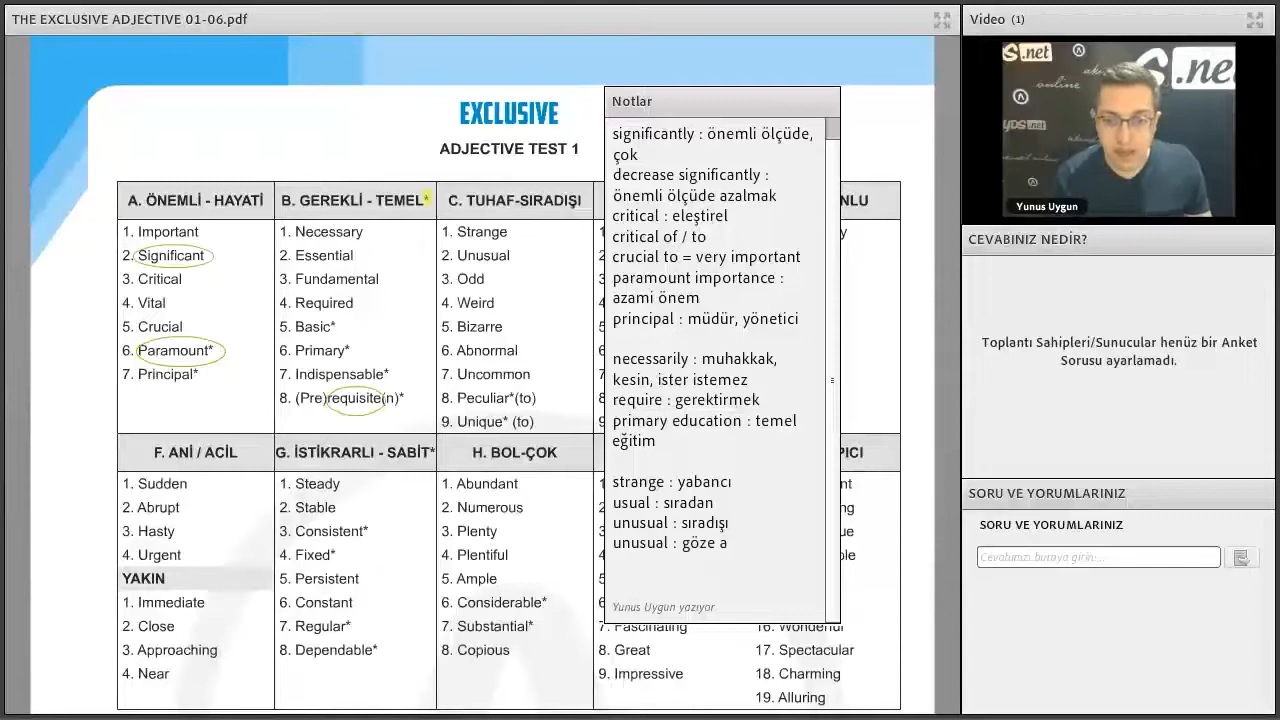 THE EXCLUSIVE ADJECTIVE 01-06.pdf
EXCLUSIVE
ADJECTIVE TEST 1
A. ÖNEMLİ - HAYATİ
1. Important
2. Significant
3. Critical
4. Vital
5. Crucial
6. Paramount*
7. Principal*
B. GEREKLİ - TEMEL*
1. Necessary
2. Essential
3. Fundamental
4. Required
5. Basic*
6. Primary*
7. Indispensable*
8. (Pre)requisite(n)*
C. TUHAF-SIRADIŞI
1. Strange
2. Unusual
3. Odd
4. Weird
5. Bizarre
6. Abnormal
7. Uncommon
8. Peculiar*(to)
9. Unique* (to)
F. ANİ / ACİL
1. Sudden
2. Abrupt
3. Hasty
4. Urgent
YAKIN
1. Immediate
2. Close
3. Approaching
4. Near
G. İSTİKRARLI - SABİT*
1. Steady
2. Stable
3. Consistent*
4. Fixed*
5. Persistent
6. Constant
7. Regular*
8. Dependable*
H. BOL-ÇOK
1. Abundant
2. Numerous
3. Plenty
4. Plentiful
5. Ample
6. Considerable*
7. Substantial*
8. Copious
7. Fascinating
8. Great
9. Impressive
16. Wonderful
17. Spectacular
18. Charming
19. Alluring
Notlar
significantly : önemli ölçüde,
çok
decrease significantly :
önemli ölçüde azalmak
critical : eleştirel
critical of / to
crucial to = very important
paramount importance :
azami önem
principal : müdür, yönetici
necessarily : muhakkak,
kesin, ister istemez
require : gerektirmek
primary education : temel
eğitim
strange : yabancı
usual : sıradan
unusual : sıradışı
unusual : göze a
Yunus Uygun yazıyor
Video (1)
S.net
online
Yunus Uygun
CEVABINIZ NEDİR?
Toplantı Sahipleri/Sunucular henüz bir Anket
Sorusu ayarlamadı.
SORU VE YORUMLARINIZ
SORU VE YORUMLARINIZ
Cevabınızı buraya girin:...